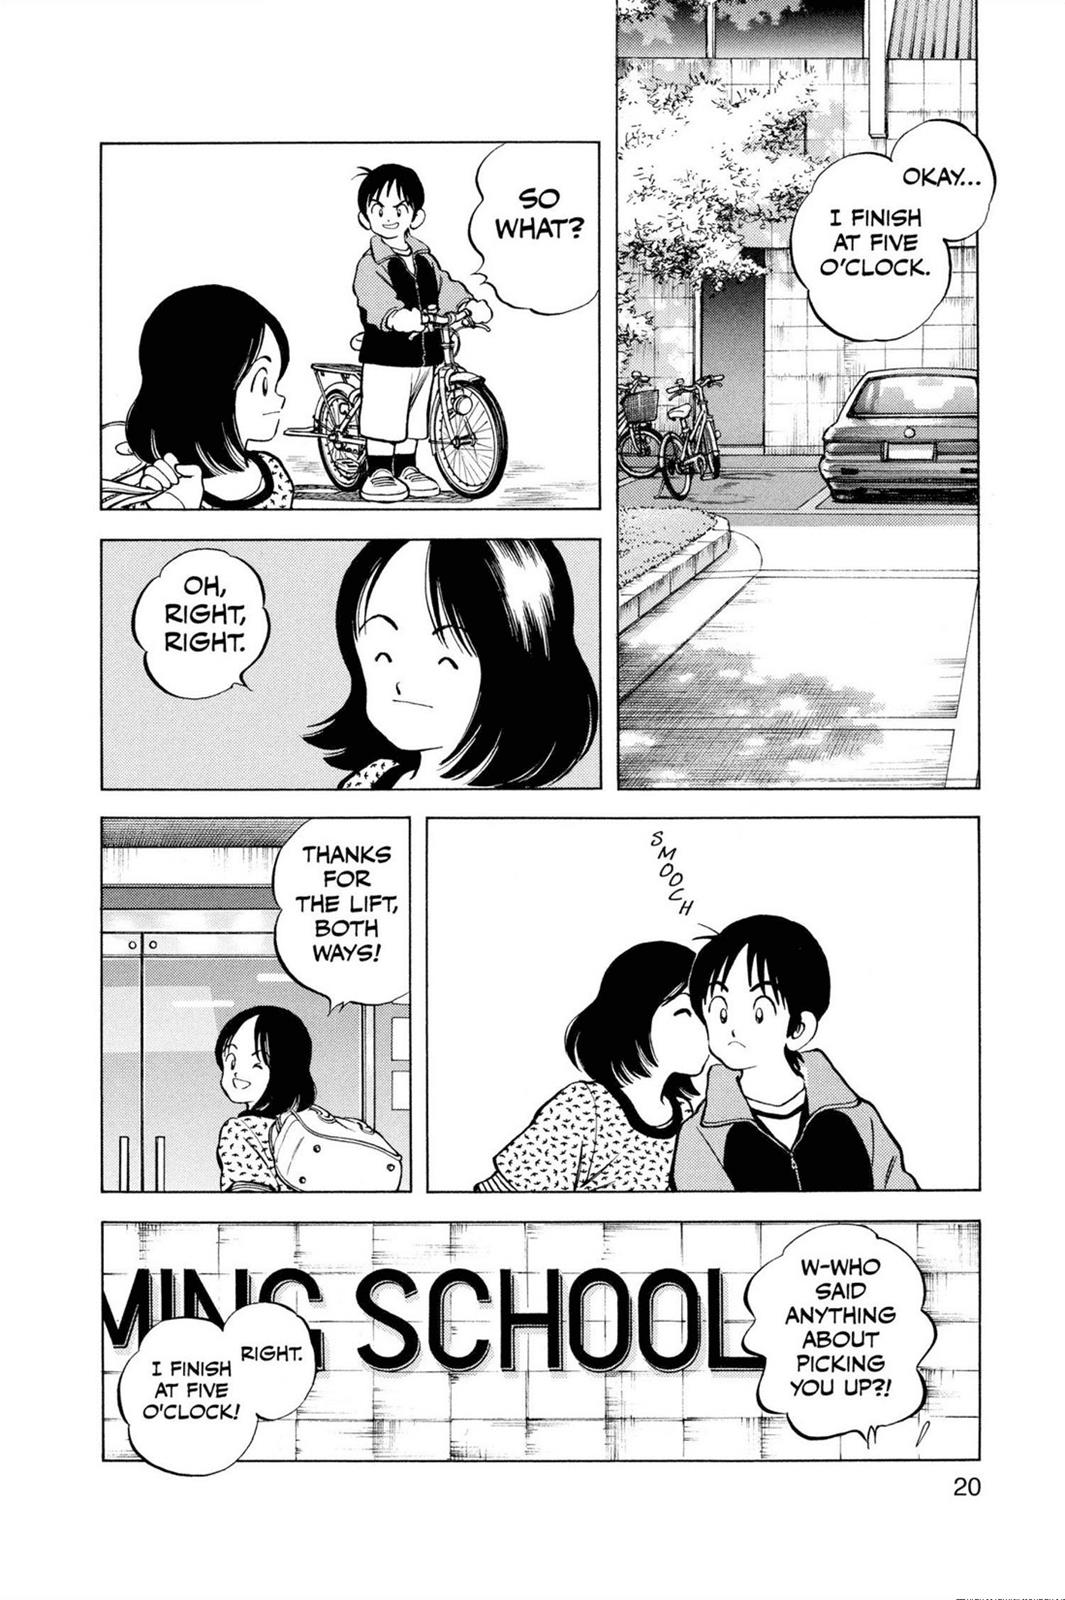 OKAY...
I FINISH
AT FIVE
O'CLOCK.
SO
WHAT?
OH,
RIGHT,
RIGHT.
SMOOCH
THANKS
FOR
THE LIFT,
BOTH
WAYS!
W-WHO
SAID
ANYTHING
ABOUT
PICKING
YOU UP?!
MING SCHOOL
RIGHT.
I FINISH
AT FIVE
O'CLOCK!
20